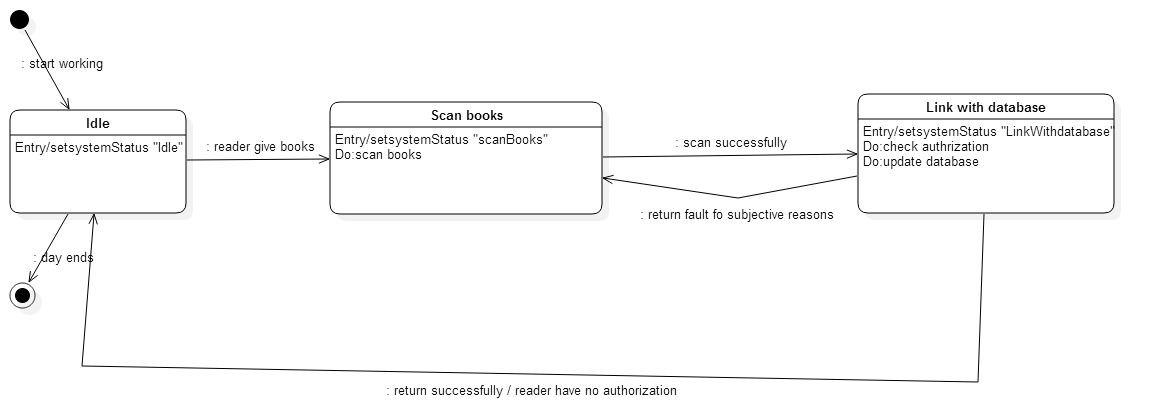 : start working
Idle
Entry/setsystemStatus "Idle"
: reader give books
Scan books
Entry/setsystemStatus "scanBooks"
Do:scan books
: scan successfully
Link with database
Entry/setsystemStatus "LinkWithdatabase"
Do:check authrization
Do:update database
: return fault fo subjective reasons
: day ends
: return successfully / reader have no authorization